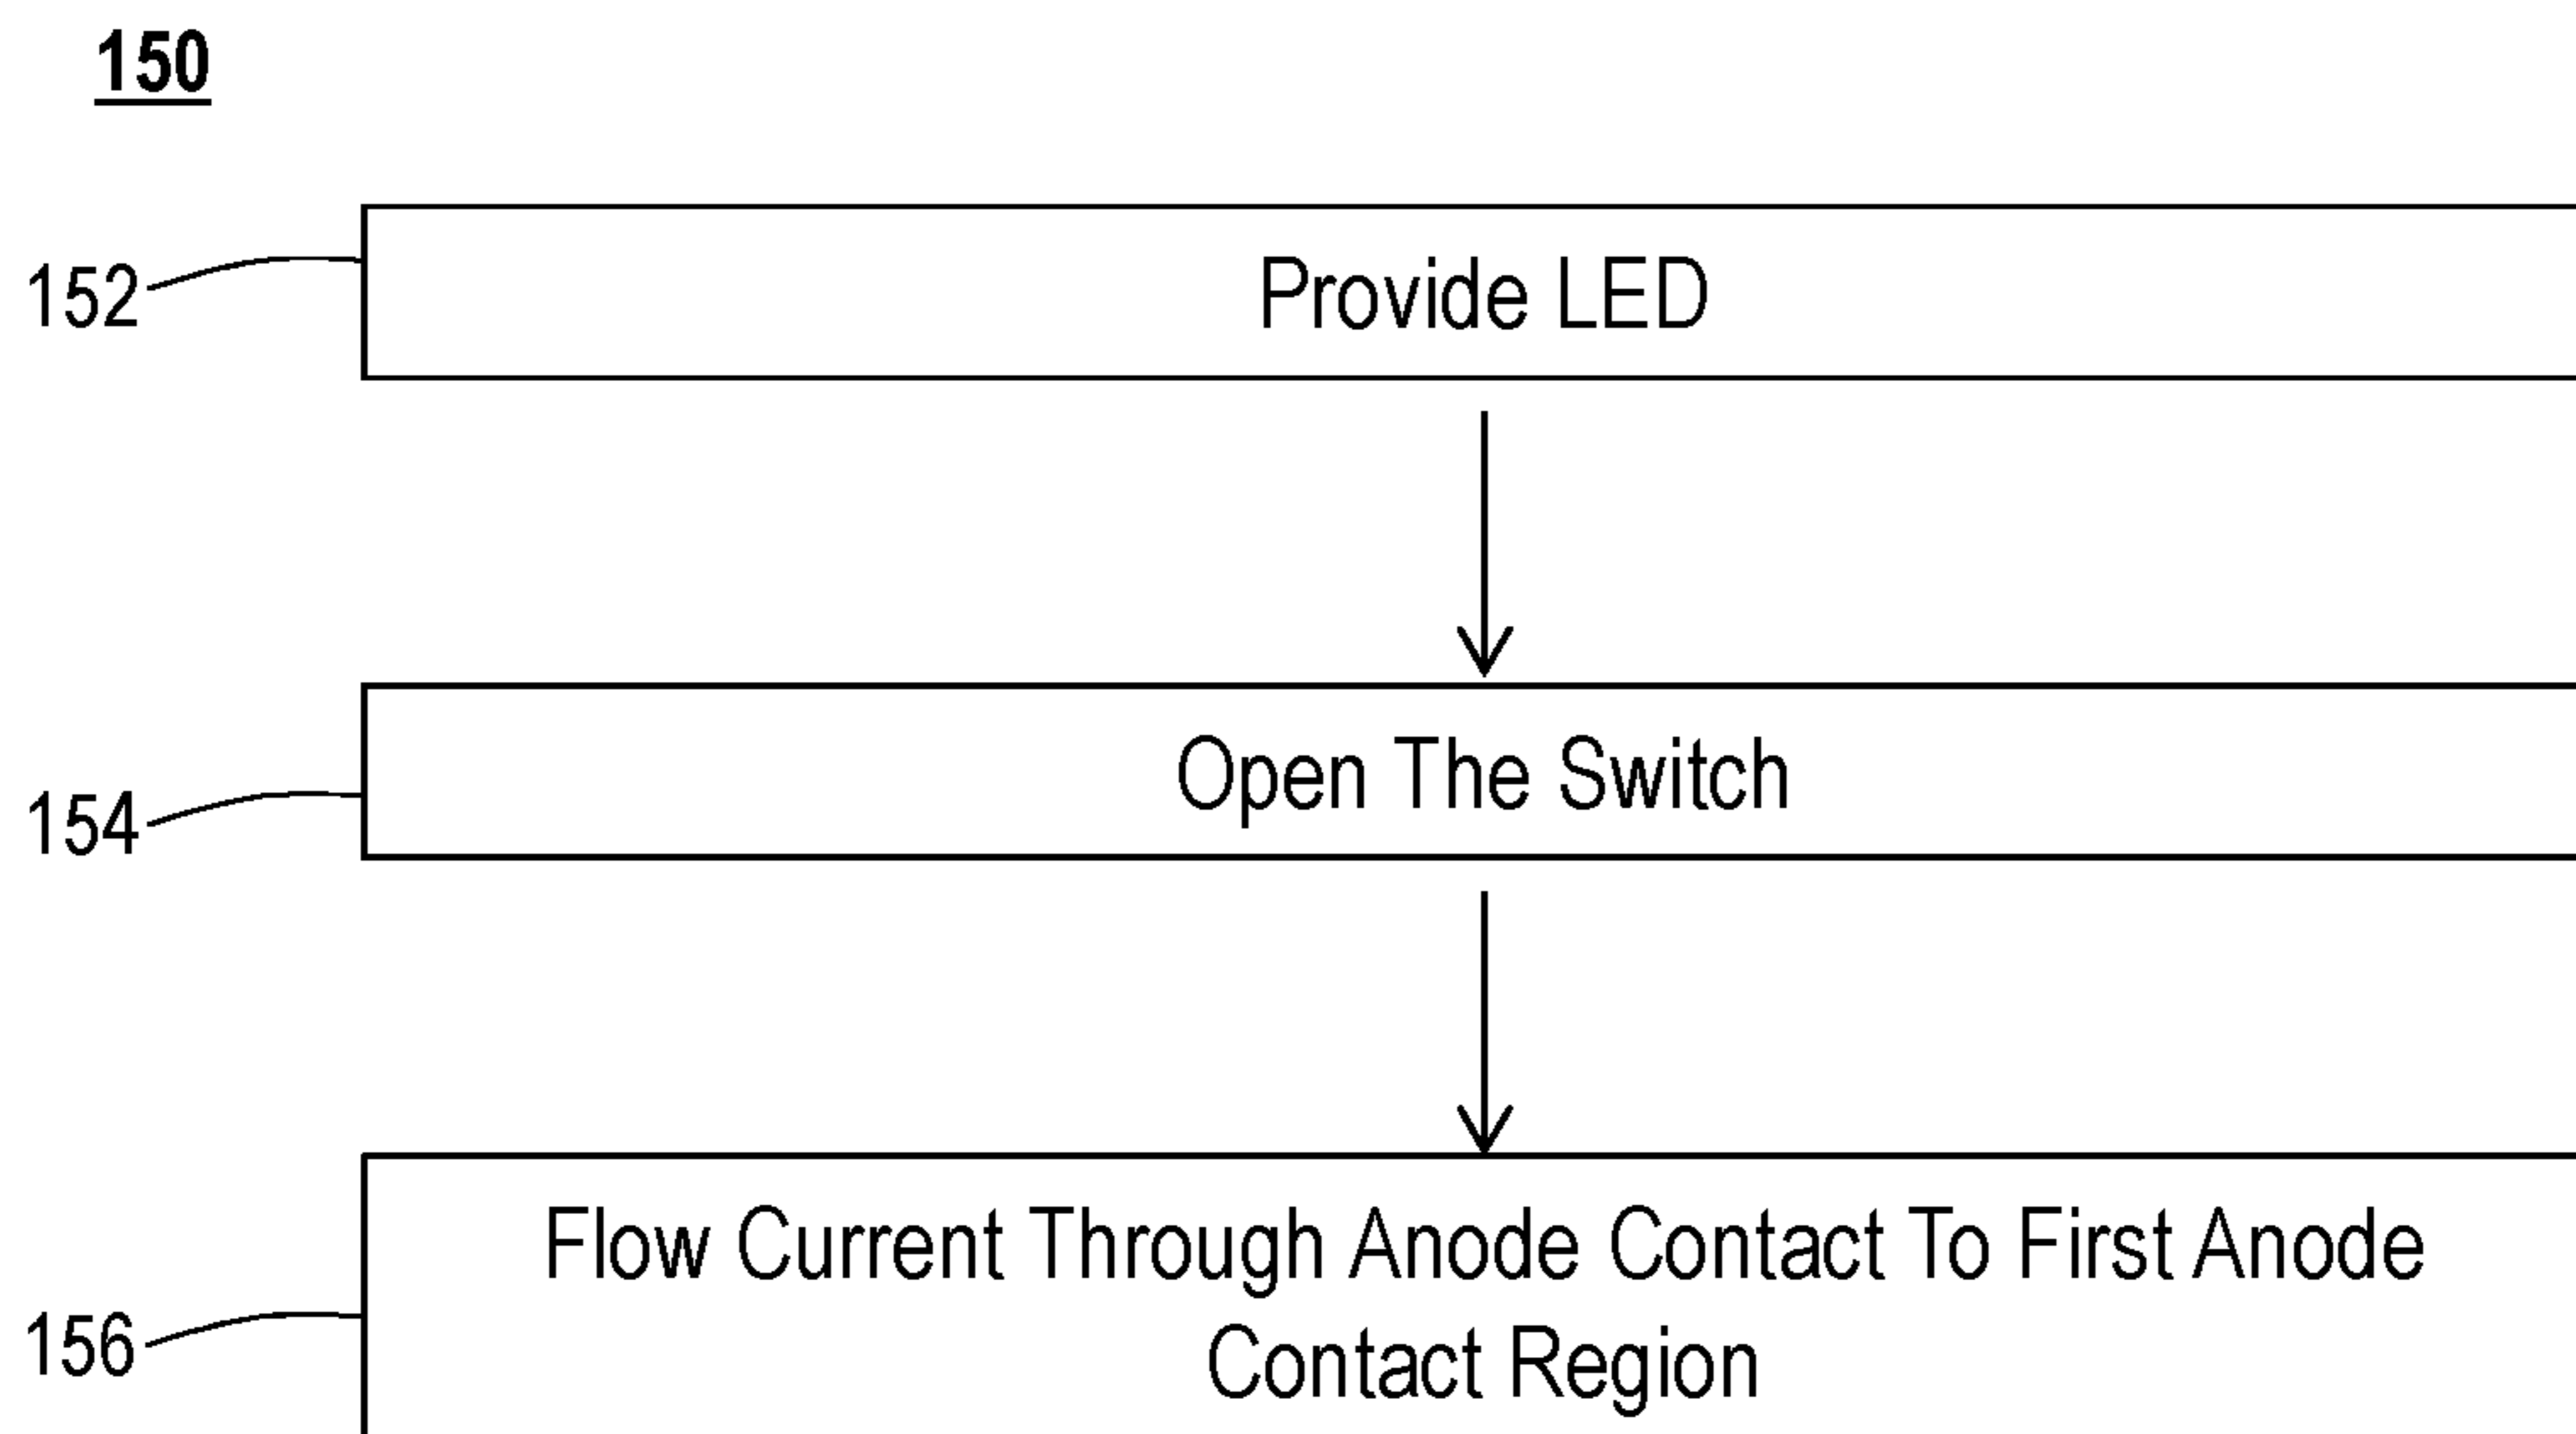 150
152
Provide LED
154
Open The Switch
156
Flow Current Through Anode Contact To First Anode
Contact Region